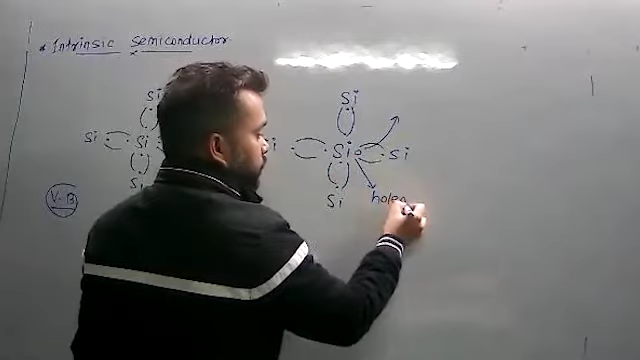 * Intrinsic Semiconductor
Si Si
Si Si Si Si
Si Si
V.B holes